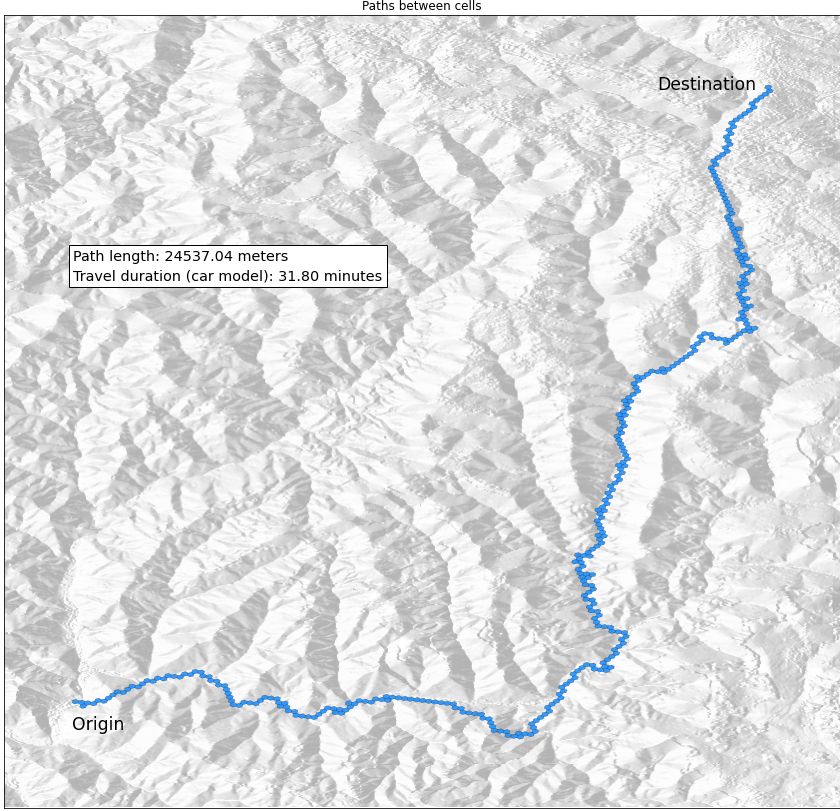 Paths between cells
Destination
Path length: 24537.04 meters
Travel duration (car model): 31.80 minutes
Origin